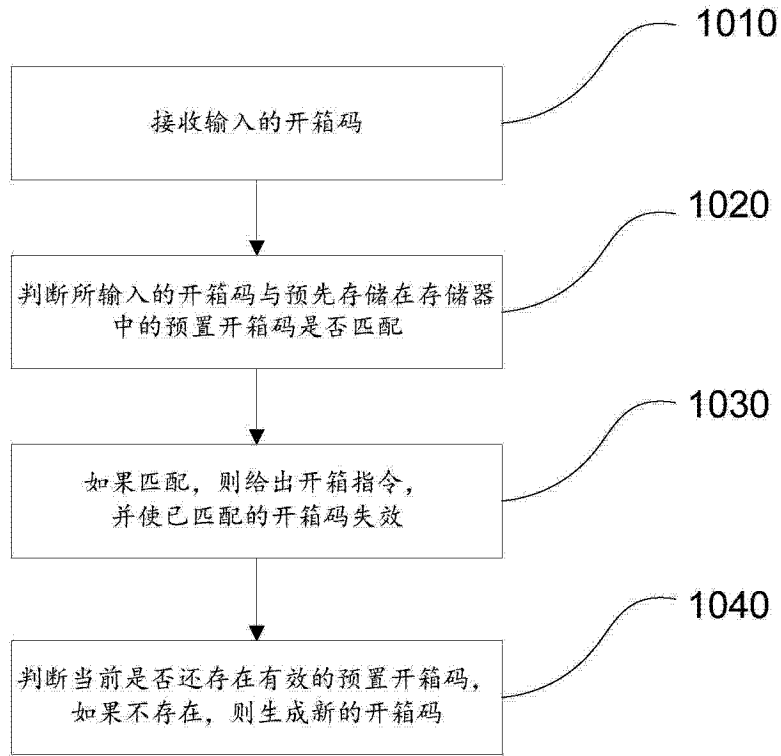 1010
接收输入的开箱码
1020
判断所输入的开箱码与预先存储在存储器
中的预置开箱码是否匹配
1030
如果匹配，则给出开箱指令，
并使已匹配的开箱码失效
1040
判断当前是否还存在有效的预置开箱码，
如果不存在，则生成新的开箱码